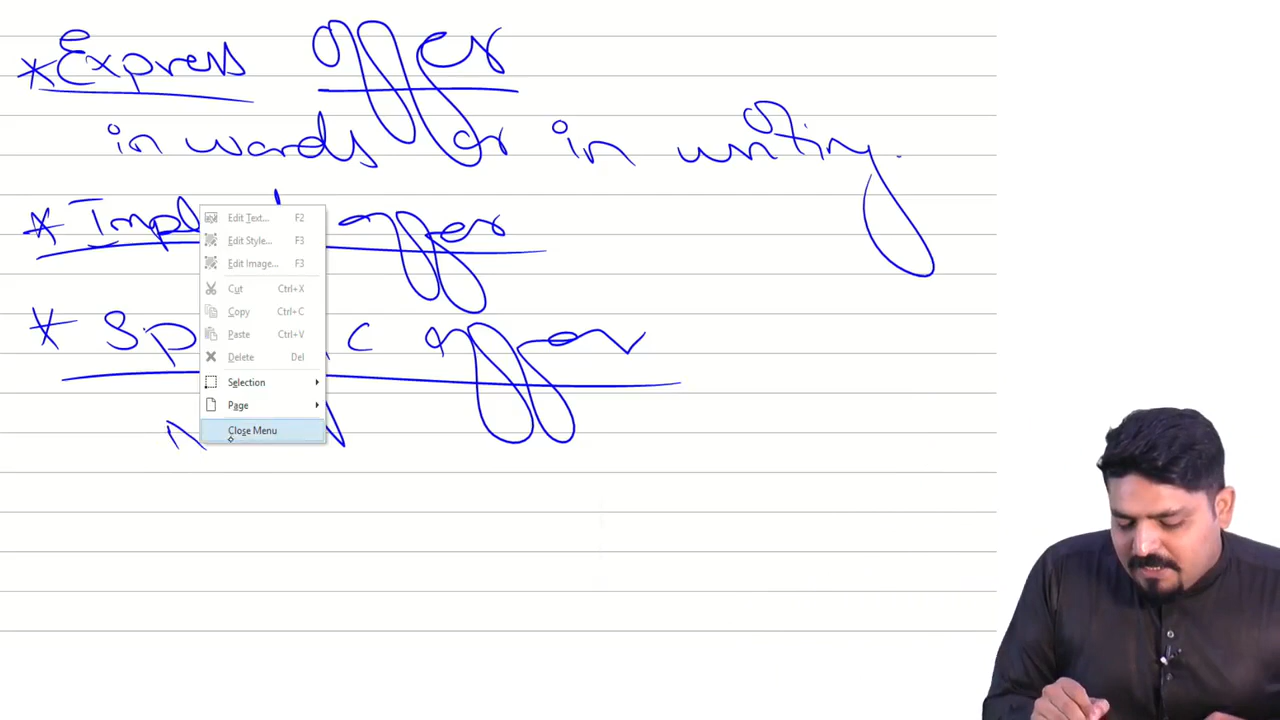 *Express offer
in words or in writing.
* Impl offer
* Sp c offer
Edit Text... F2
Edit Style... F3
Edit Image... F3
Cut Ctrl+X
Copy Ctrl+C
Paste Ctrl+V
Delete Del
Selection
Page
Close Menu